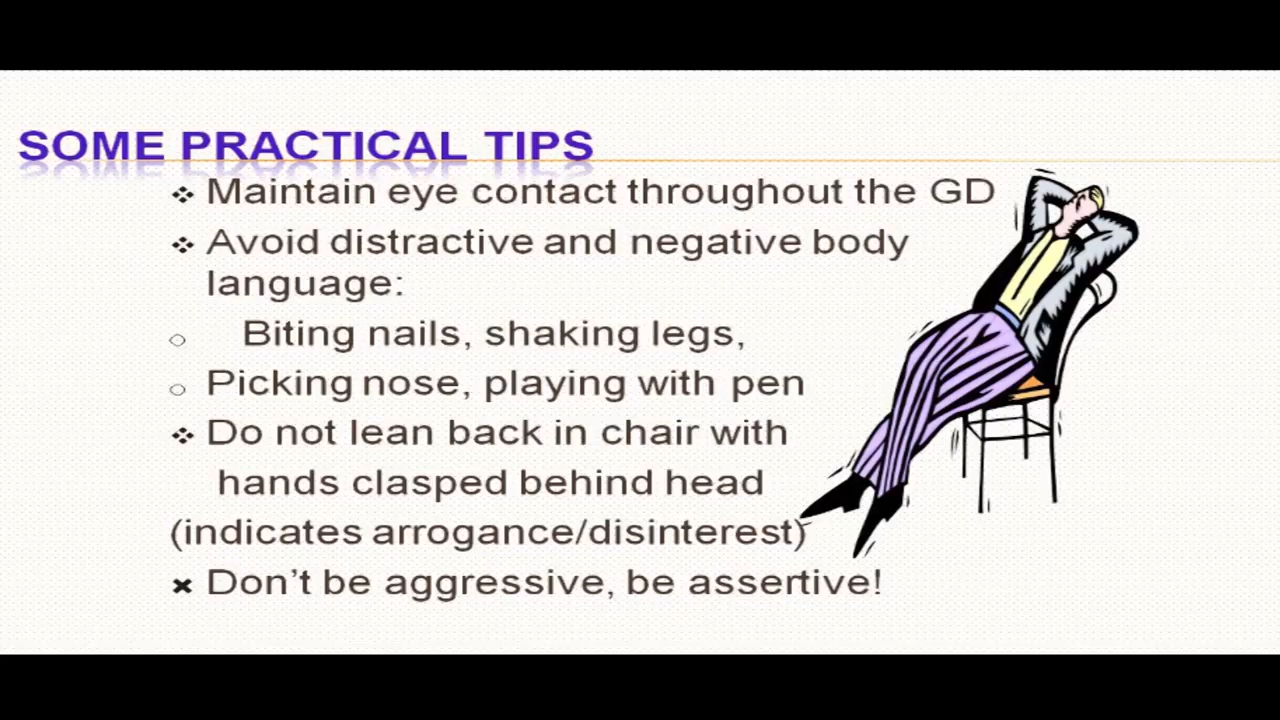 SOME PRACTICAL TIPS
Maintain eye contact throughout the GD
Avoid distractive and negative body
language:
Biting nails, shaking legs,
Picking nose, playing with pen
Do not lean back in chair with
hands clasped behind head
(indicates arrogance/disinterest)
Don’t be aggressive, be assertive!